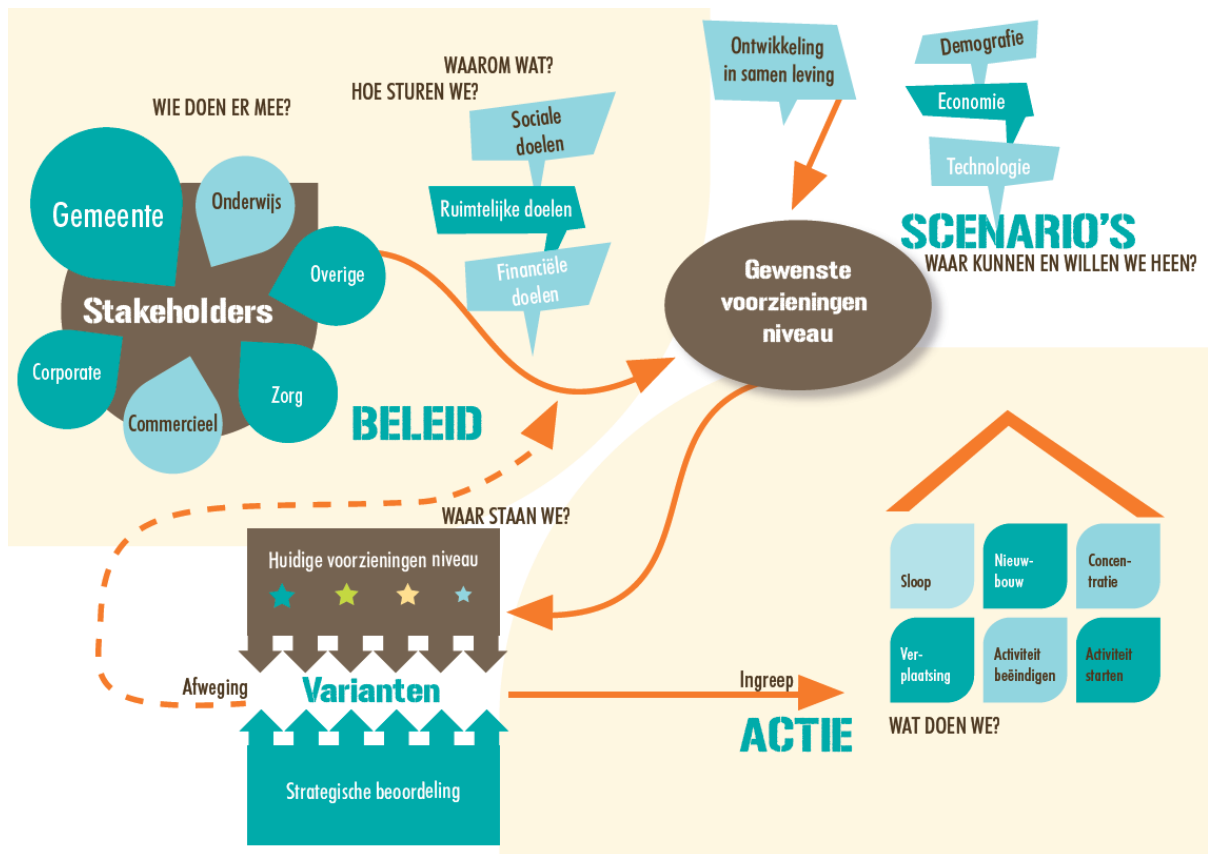 WIE DOEN ER MEE?
WAAROM WAT?
HOE STUREN WE?
Gemeente
Onderwijs
Overige
Stakeholders
Corporate
Commercieel
Zorg
BELEID
Sociale
doelen
Ruimtelijke doelen
Financiële
doelen
Ontwikkeling
in samen leving
Demografie
Economie
Technologie
SCENARIO'S
WAAR KUNNEN EN WILLEN WE HEEN?
Gewenste
voorzieningen
niveau
WAAR STAAN WE?
Huidige voorzieningen niveau
Afweging
Varianten
Strategische beoordeling
Ingreep
ACTIE
Sloop
Nieuw-
bouw
Concen-
tratie
Ver-
plaatsing
Activiteit
beëindigen
Activiteit
starten
WAT DOEN WE?